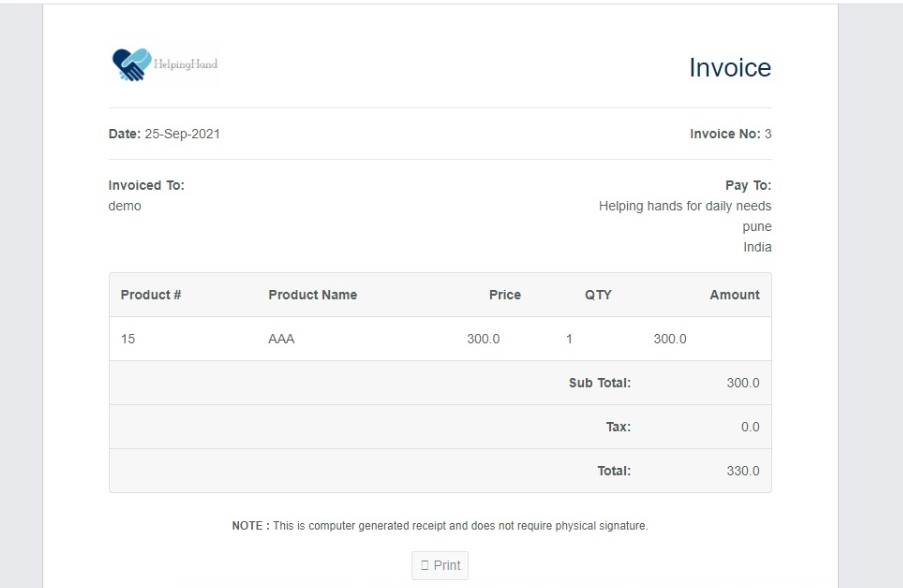 HelpingHand
Invoice
Date: 25-Sep-2021 Invoice No: 3
Invoiced To: Pay To:
demo Helping hands for daily needs
pune
India
Product # Product Name Price QTY Amount
15 AAA 300.0 1 300.0
Sub Total: 300.0
Tax: 0.0
Total: 330.0
NOTE : This is computer generated receipt and does not require physical signature.
Print